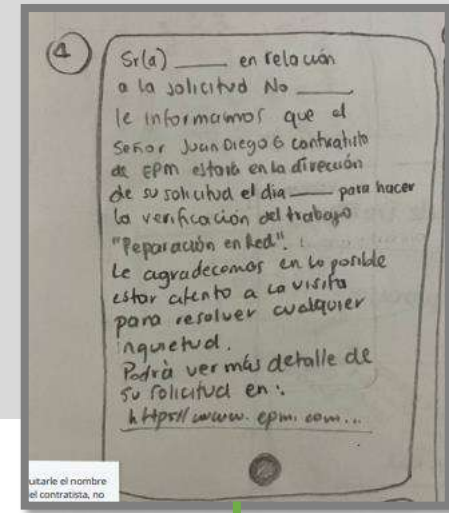 4
Sr(a) _____ en relación
a la solicitud No _____,
le informamos que el
Señor Juan Diego G contratista
de EPM estará en la dirección
de su solicitud el dia _____ para hacer
la verificación del trabajo
"Reparación en Red".
Le agradecemos en lo posible
estar atento a la visita
para resolver cualquier
inquietud.
Podrá ver más detalle de
su solicitud en:
https//www.epm.com...
uitarle el nombre
el contratista, no